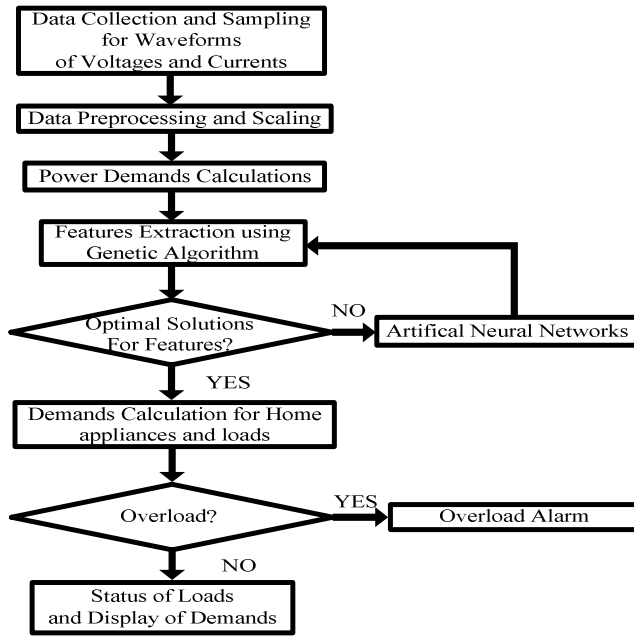 Data Collection and Sampling
for Waveforms
of Voltages and Currents
Data Preprocessing and Scaling
Power Demands Calculations
Features Extraction using
Genetic Algorithm
Optimal Solutions
For Features?
NO
Artifical Neural Networks
YES
Demands Calculation for Home
appliances and loads
Overload?
YES
Overload Alarm
NO
Status of Loads
and Display of Demands